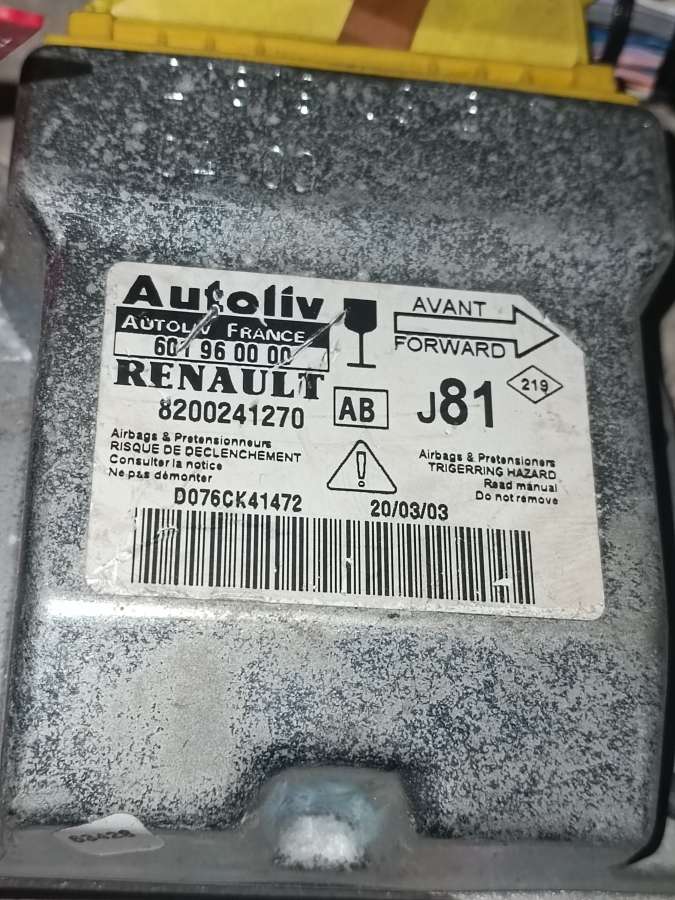 Autoliv
AUTOLIV FRANCE
601 96 00 00
RENAULT
8200241270
AB
AVANT
FORWARD
J81
219
Airbags & Pretensionneurs
RISQUE DE DECLENCHEMENT
Consulter la notice
Ne pas démonter
Airbags & Pretensioners
TRIGERRING HAZARD
Read manual
Do not remove
D076CK41472
20/03/03